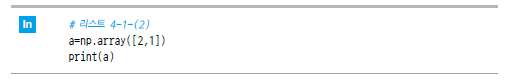 In
# 리스트 4-1-(2)
a=np.array([2,1])
print(a)